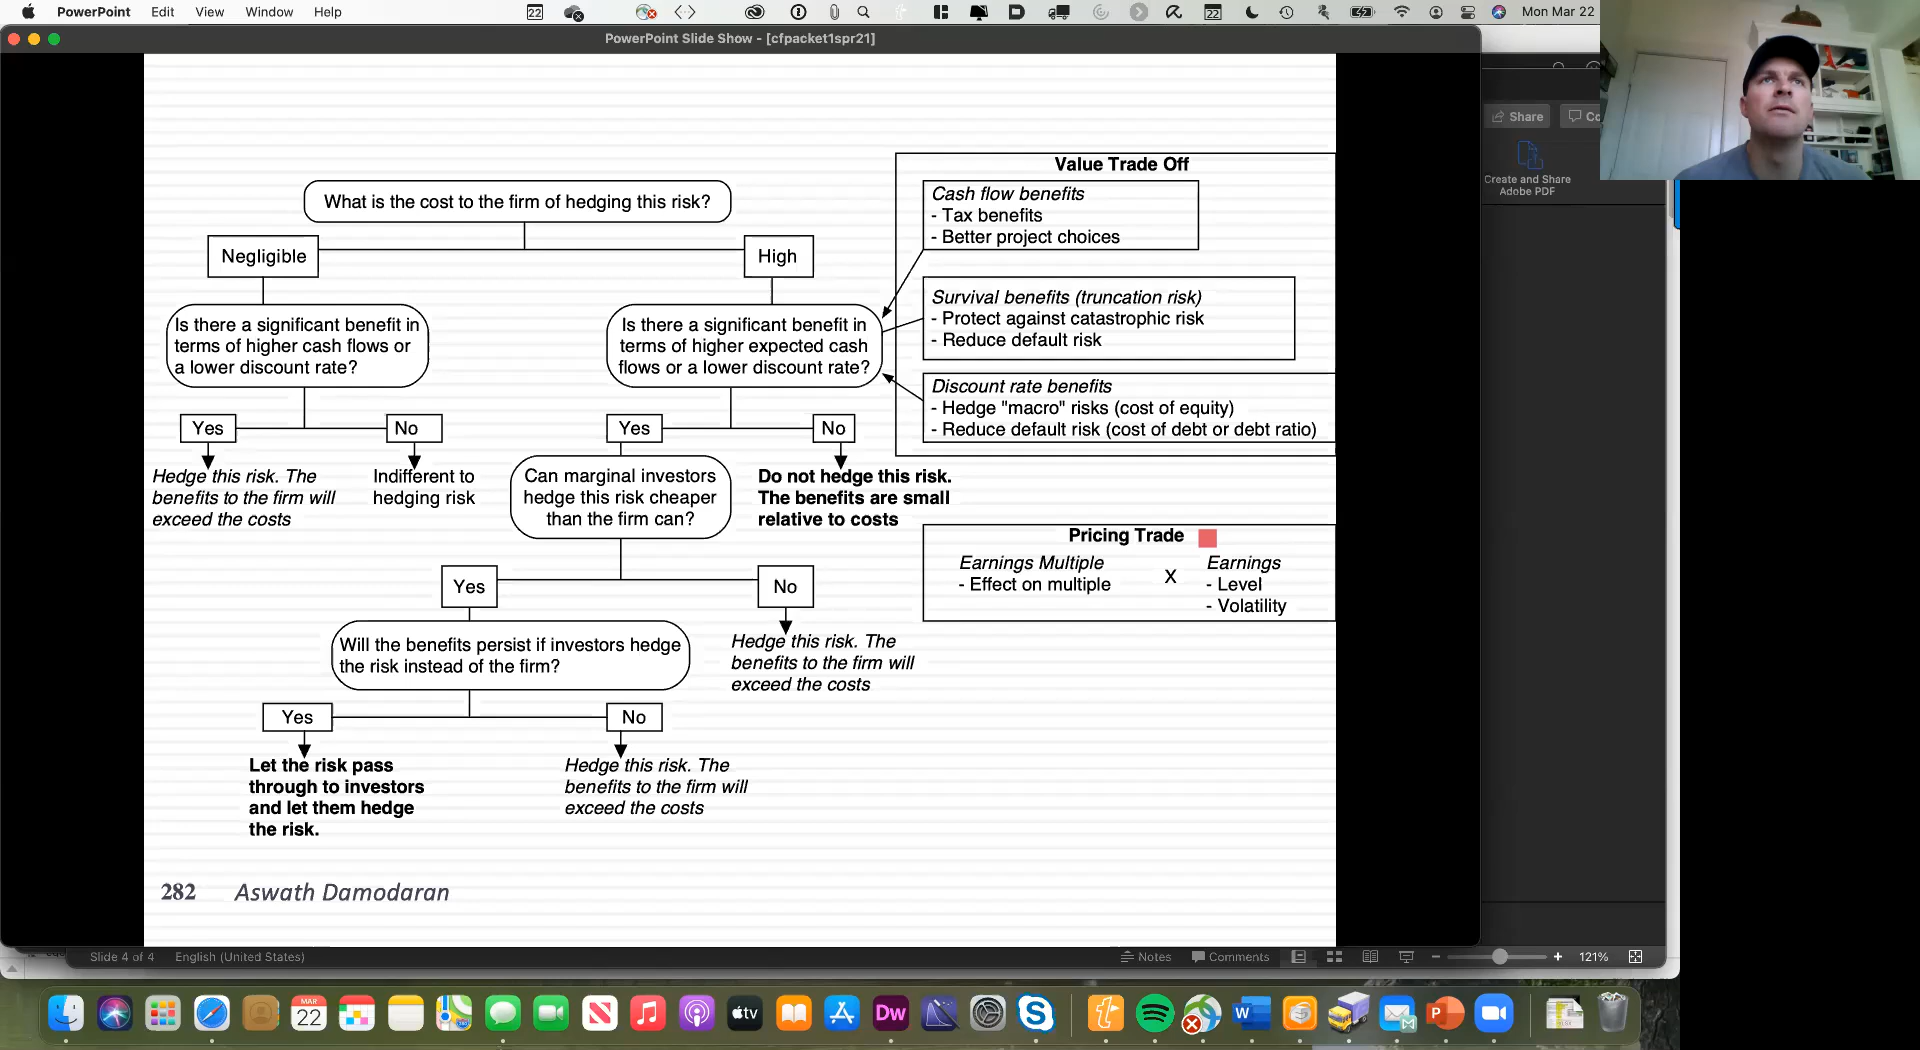 PowerPoint
Edit
View
Window
Help
22
22
Mon Mar 22
PowerPoint Slide Show - [cfpacket1spr21]
Share
Create and Share
Adobe PDF
What is the cost to the firm of hedging this risk?
Negligible
High
Is there a significant benefit in
terms of higher cash flows or
a lower discount rate?
Is there a significant benefit in
terms of higher expected cash
flows or a lower discount rate?
Value Trade Off
Cash flow benefits
- Tax benefits
- Better project choices
Survival benefits (truncation risk)
- Protect against catastrophic risk
- Reduce default risk
Discount rate benefits
- Hedge "macro" risks (cost of equity)
- Reduce default risk (cost of debt or debt ratio)
Yes
No
Yes
No
Hedge this risk. The
benefits to the firm will
exceed the costs
Indifferent to
hedging risk
Can marginal investors
hedge this risk cheaper
than the firm can?
Do not hedge this risk.
The benefits are small
relative to costs
Pricing Trade
Earnings Multiple
- Effect on multiple
X
Earnings
- Level
- Volatility
Yes
No
Will the benefits persist if investors hedge
the risk instead of the firm?
Hedge this risk. The
benefits to the firm will
exceed the costs
Yes
No
Let the risk pass
through to investors
and let them hedge
the risk.
Hedge this risk. The
benefits to the firm will
exceed the costs
282 Aswath Damodaran
Slide 4 of 4
English (United States)
Notes
Comments
121%
MAR
22
tv
Dw
W
P